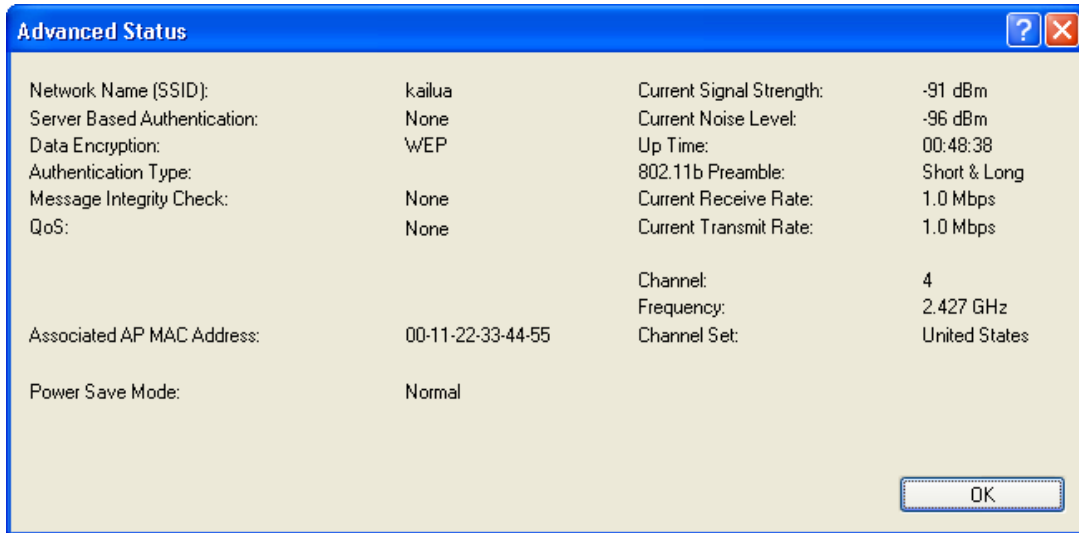 Advanced Status
Network Name (SSID): kailua Current Signal Strength: -91 dBm
Server Based Authentication: None Current Noise Level: -96 dBm
Data Encryption: WEP Up Time: 00:48:38
Authentication Type: 802.11b Preamble: Short & Long
Message Integrity Check: None Current Receive Rate: 1.0 Mbps
QoS: None Current Transmit Rate: 1.0 Mbps
Channel: 4
Frequency: 2.427 GHz
Associated AP MAC Address: 00-11-22-33-44-55 Channel Set: United States
Power Save Mode: Normal
OK